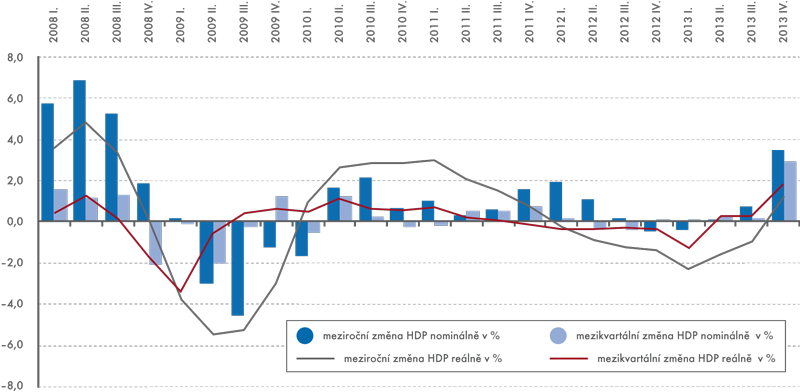 2008 I.
2008 II.
2008 III.
2008 IV.
2009 I.
2009 II.
2009 III.
2009 IV.
2010 I.
2010 II.
2010 III.
2010 IV.
2011 I.
2011 II.
2011 III.
2011 IV.
2012 I.
2012 II.
2012 III.
2012 IV.
2013 I.
2013 II.
2013 III.
2013 IV.
8,0
6,0
4,0
2,0
0,0
-2,0
-4,0
-6,0
-8,0
meziroční změna HDP nominálně v %
mezikvartální změna HDP nominálně v %
meziroční změna HDP reálně v %
mezikvartální změna HDP reálně v %